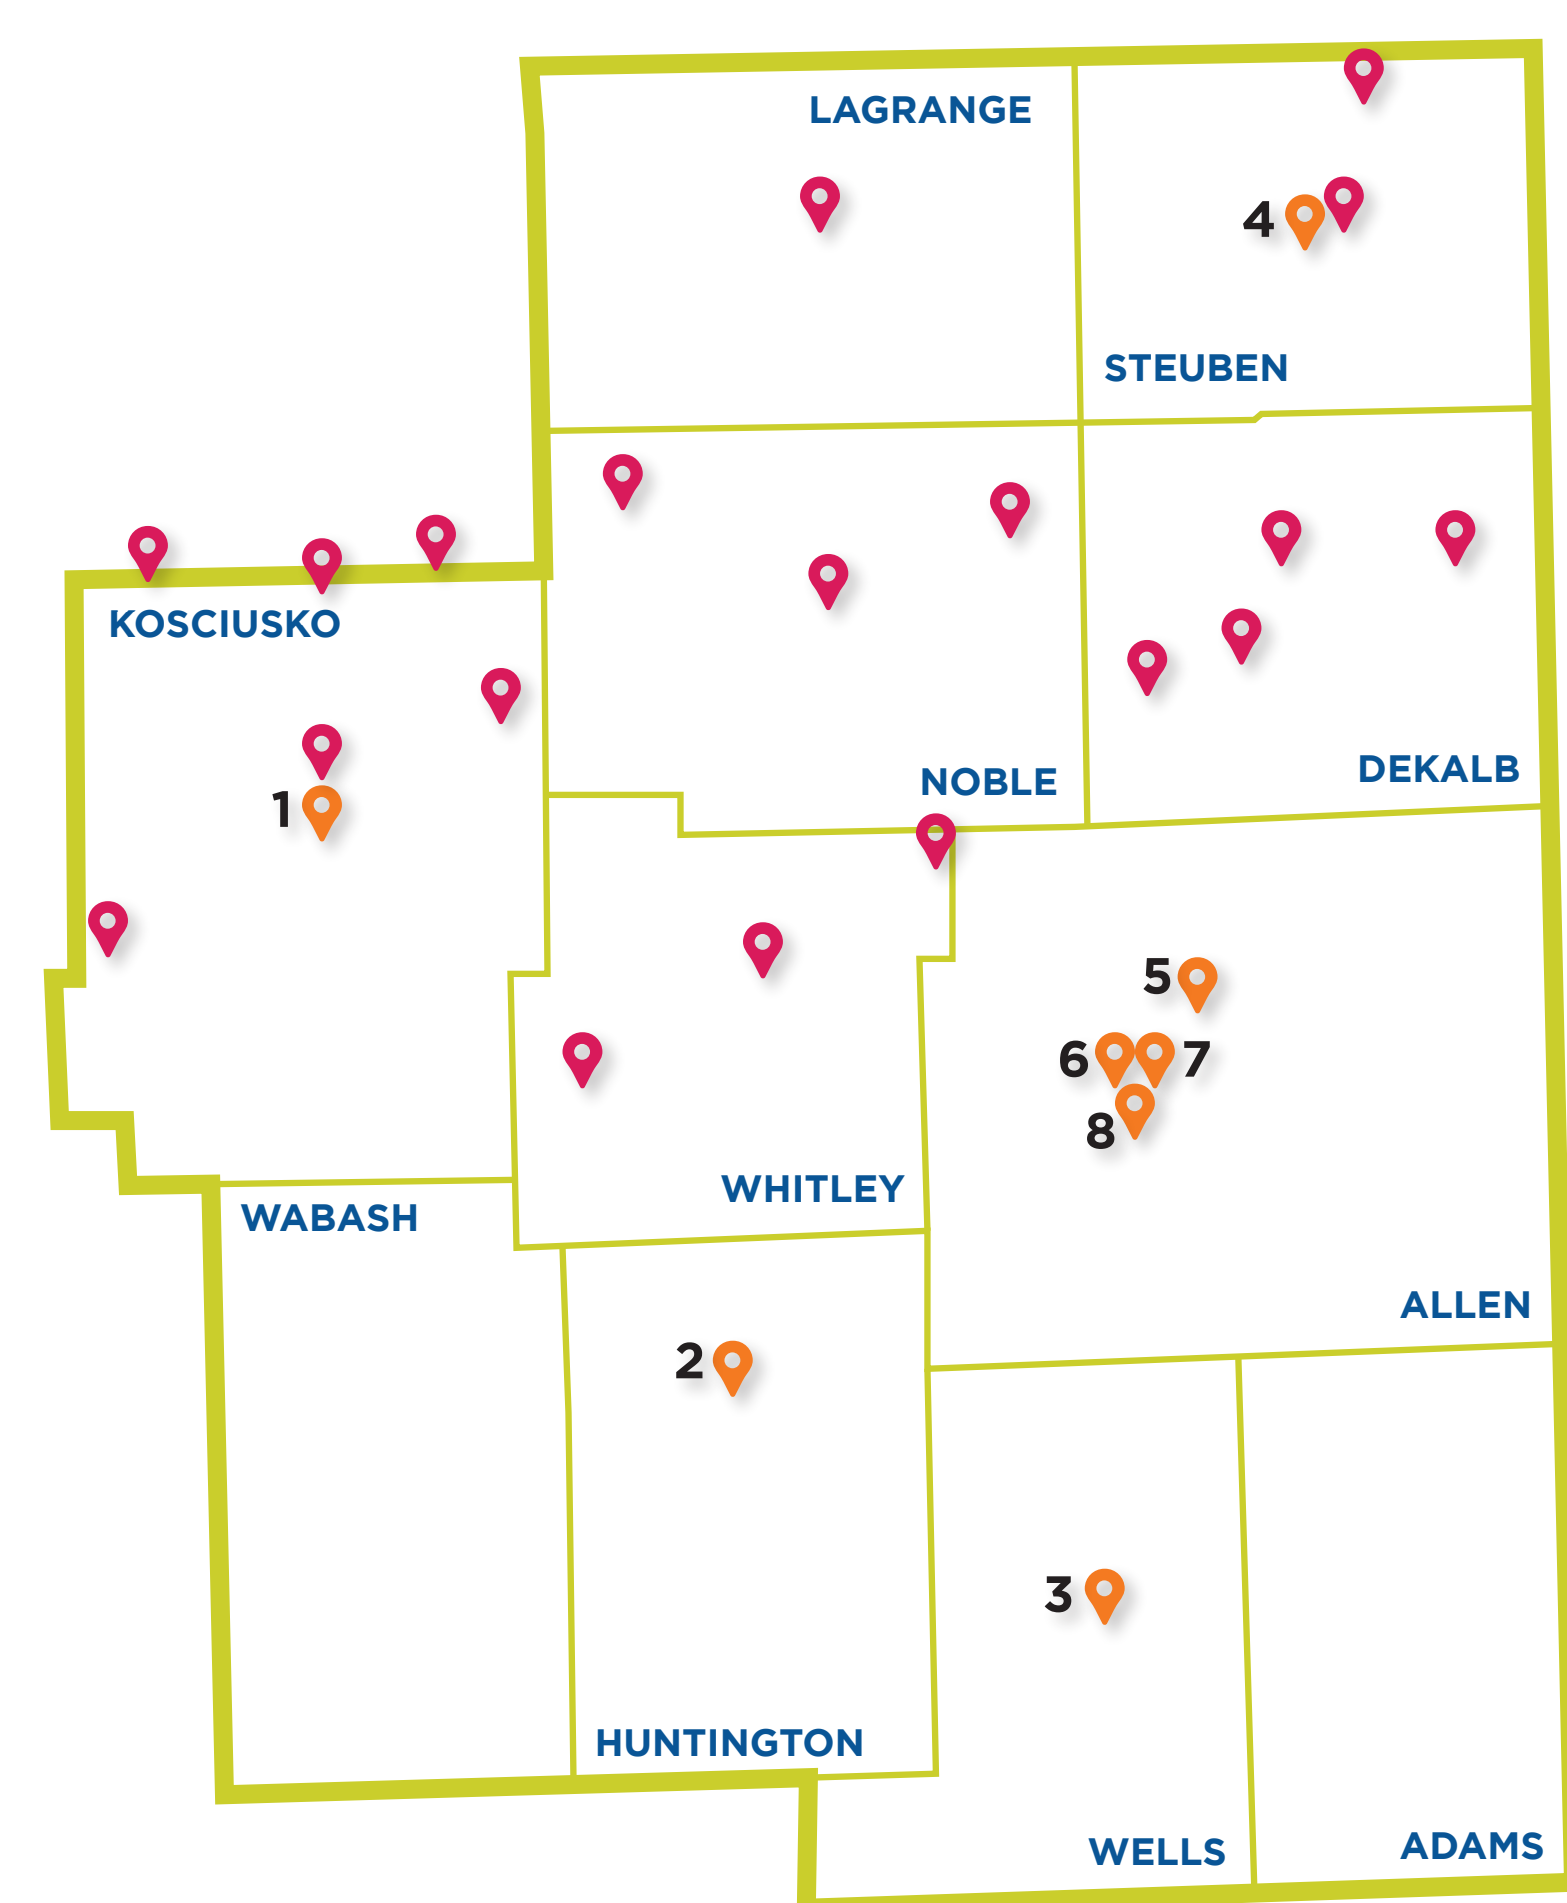 LAGRANGE
4
STEUBEN
KOSCIUSKO
NOBLE
DEKALB
1
5
6
7
8
WHITLEY
WABASH
ALLEN
2
3
HUNTINGTON
WELLS
ADAMS